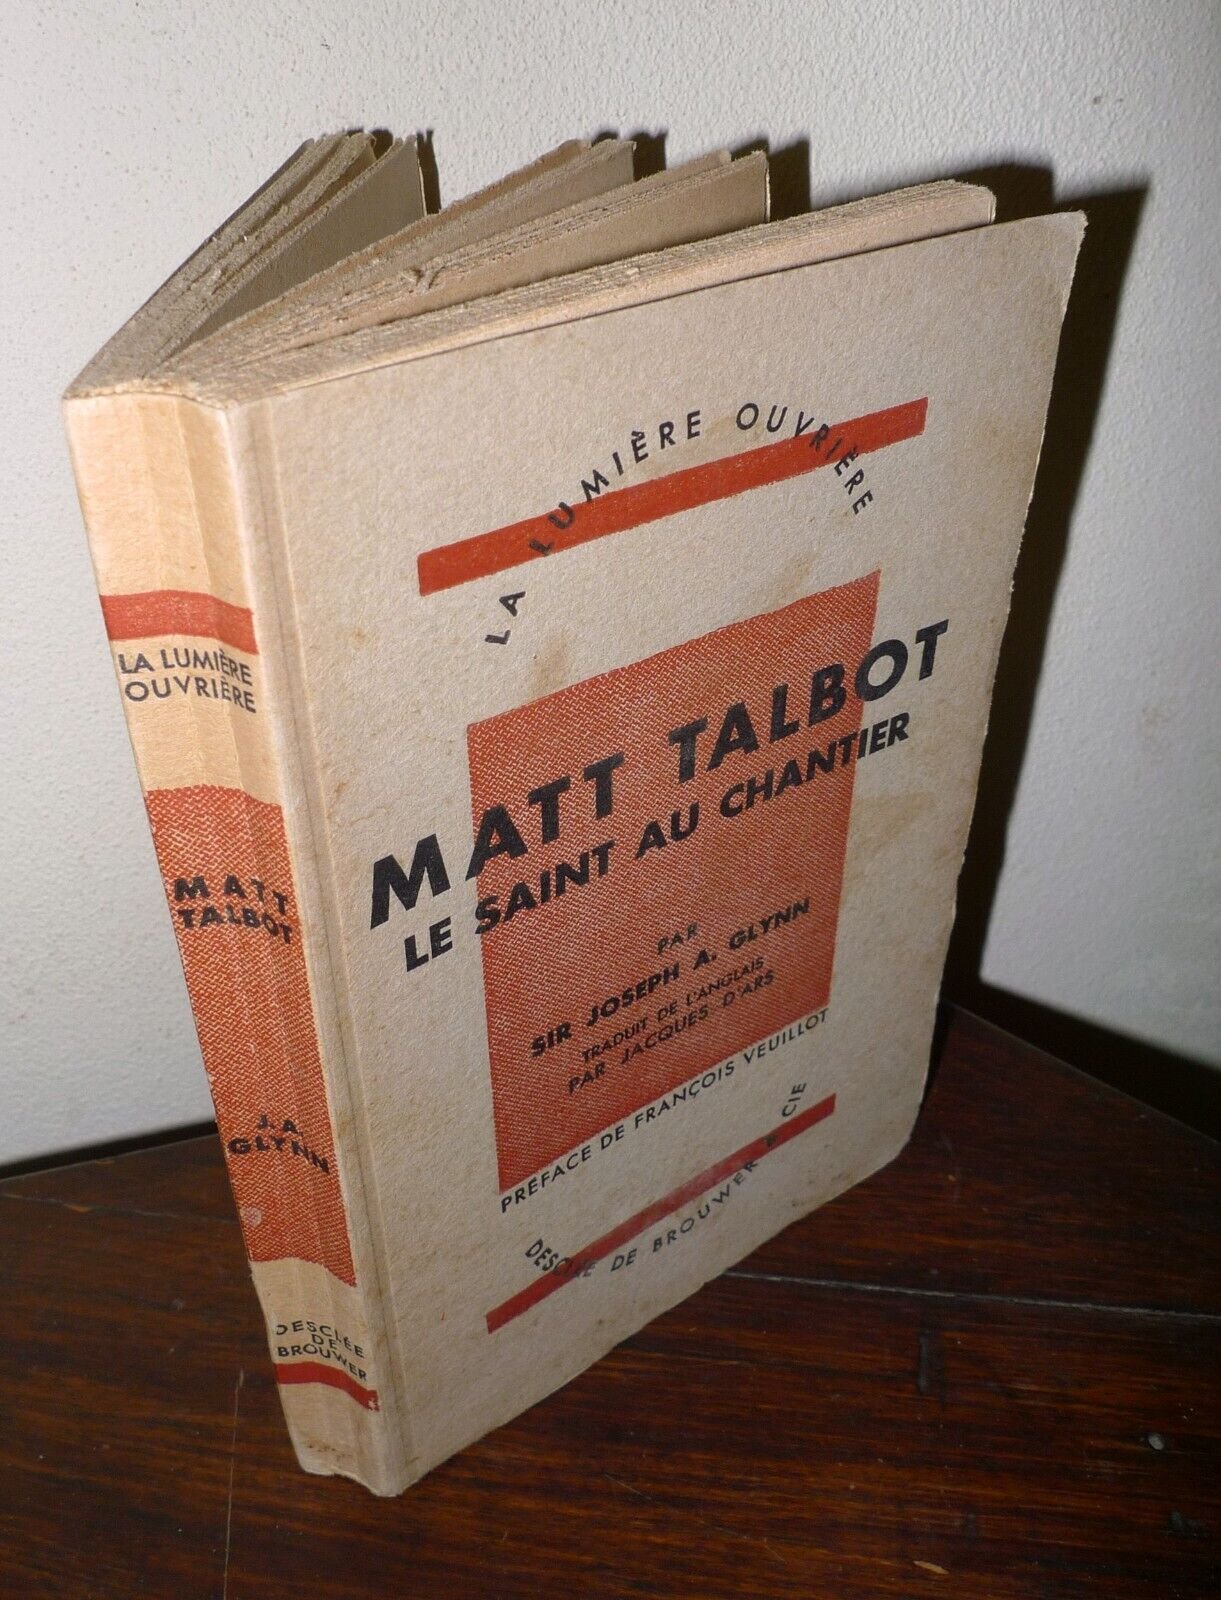 LA LUMIÈRE OUVRIÈRE
MATT TALBOT
LE SAINT AU CHANTIER
PAR
SIR JOSEPH A. GLYNN
TRADUIT DE L'ANGLAIS
PAR JACQUES D'ARS
PRÉFACE DE FRANÇOIS VEUILLOT
DESCLÉE DE BROUWER & CIE
LA LUMIÈRE
OUVRIÈRE
MATT
TALBOT
J.A.
GLYNN
DESCLÉE
DE
BROUWER